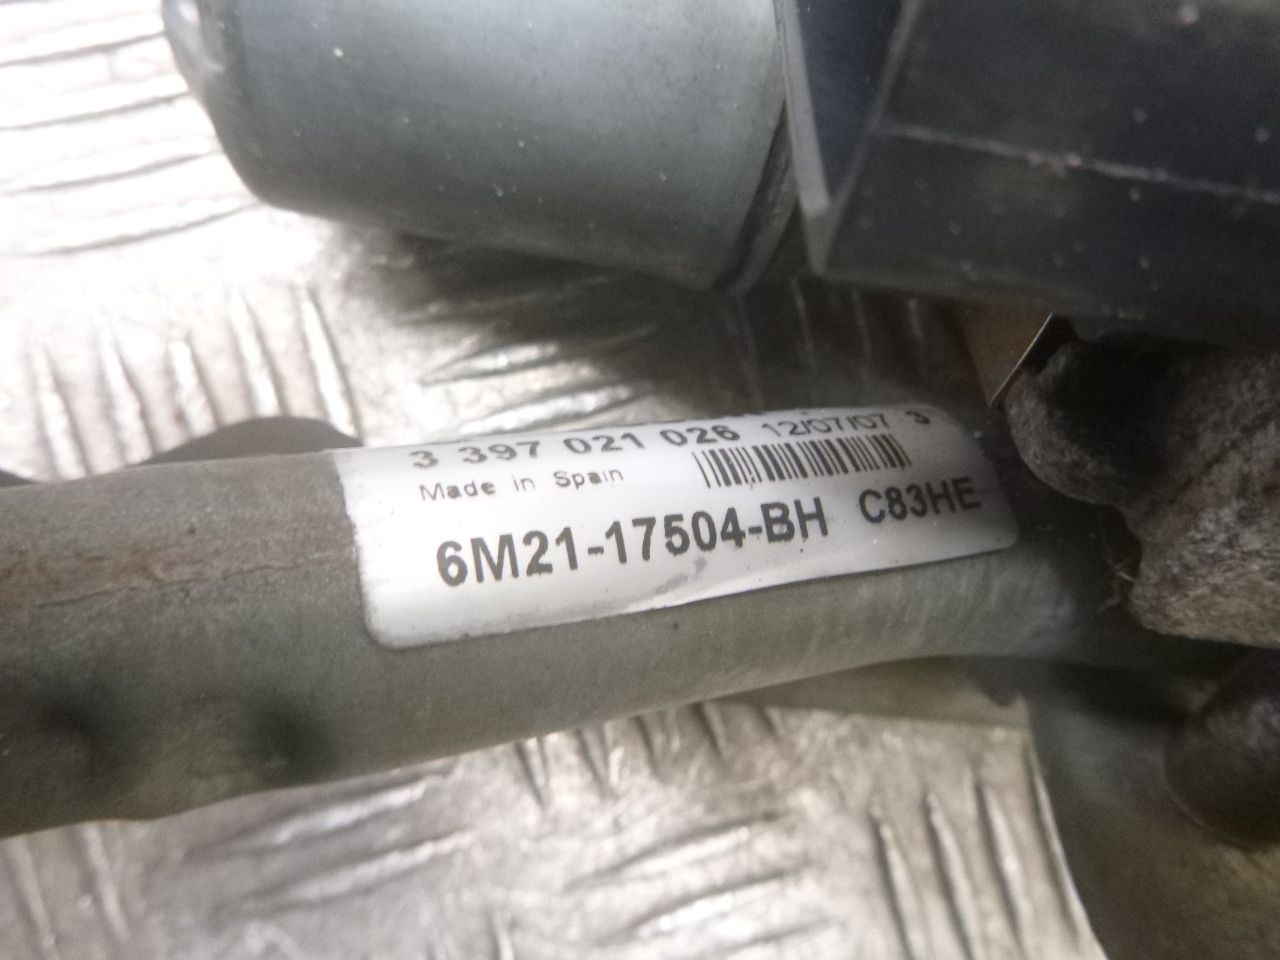 3 397 021 026 12/07/07 3
Made in Spain
6M21-17504-BH C83HE